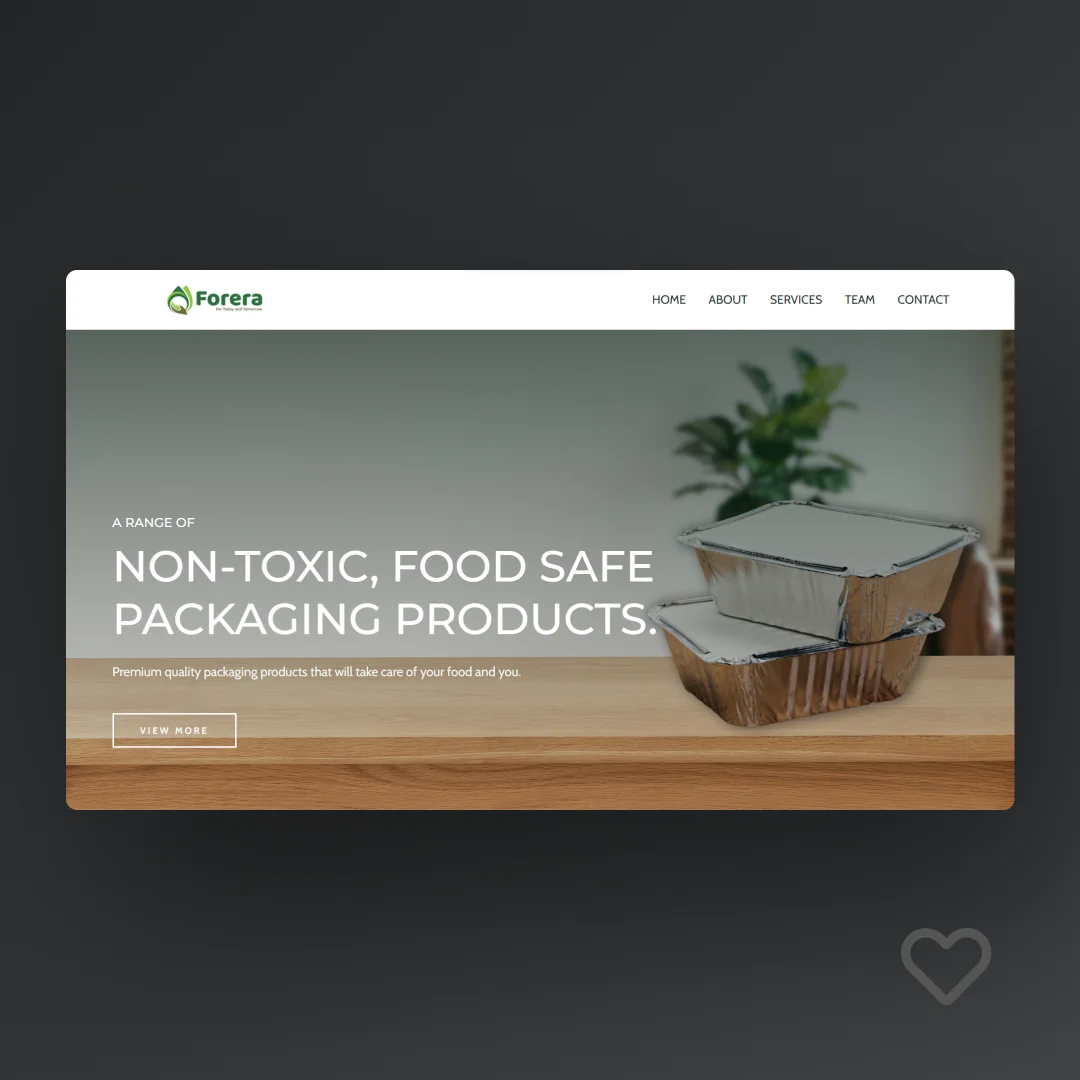 Forera
For Today and Tomorrow
HOME ABOUT SERVICES TEAM CONTACT
A RANGE OF
NON-TOXIC, FOOD SAFE
PACKAGING PRODUCTS.
Premium quality packaging products that will take care of your food and you.
VIEW MORE